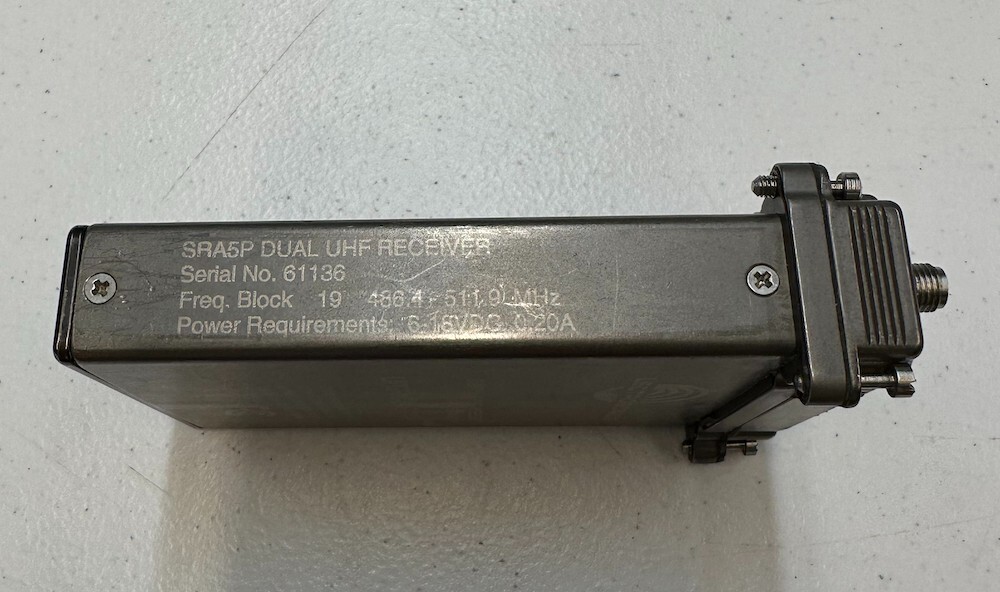 SRA5P DUAL UHF RECEIVER
Serial No. 61136
Freq. Block 19 486.4 - 511.9 MHz
Power Requirements: 6-18VDC, 0.20A